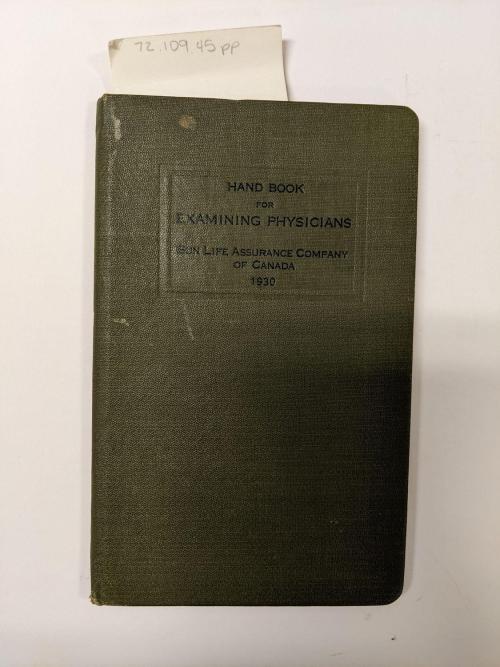 72.109.45 pp
HAND BOOK
FOR
EXAMINING PHYSICIANS
SUN LIFE ASSURANCE COMPANY
OF CANADA
1930